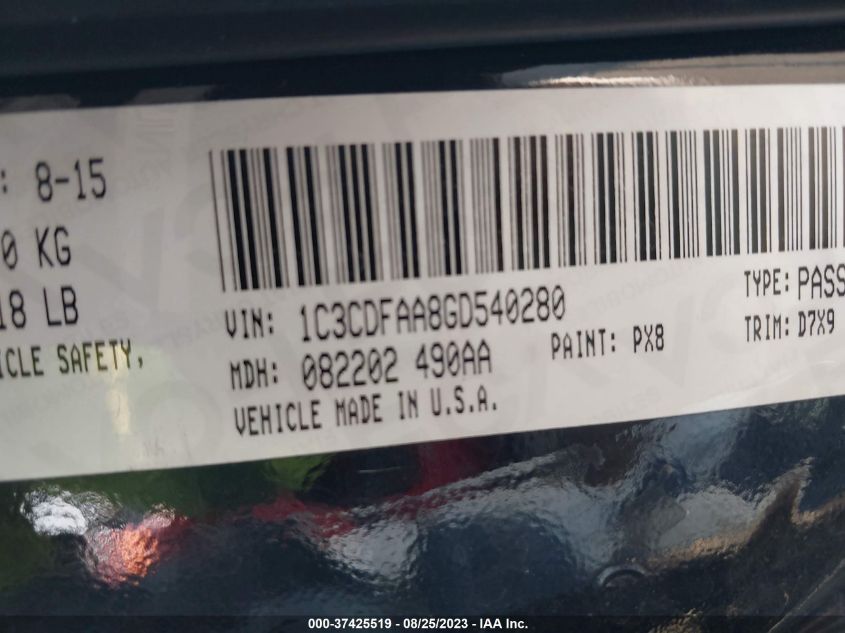 : 8-15
0 KG
18 LB
ICLE SAFETY,
VIN: 1C3CDFAA8GD540280
TYPE: PASS
MDH: 082202 490AA
PAINT: PX8
TRIM: D7X9
VEHICLE MADE IN U.S.A.
000-37425519 - 08/25/2023 - IAA Inc.